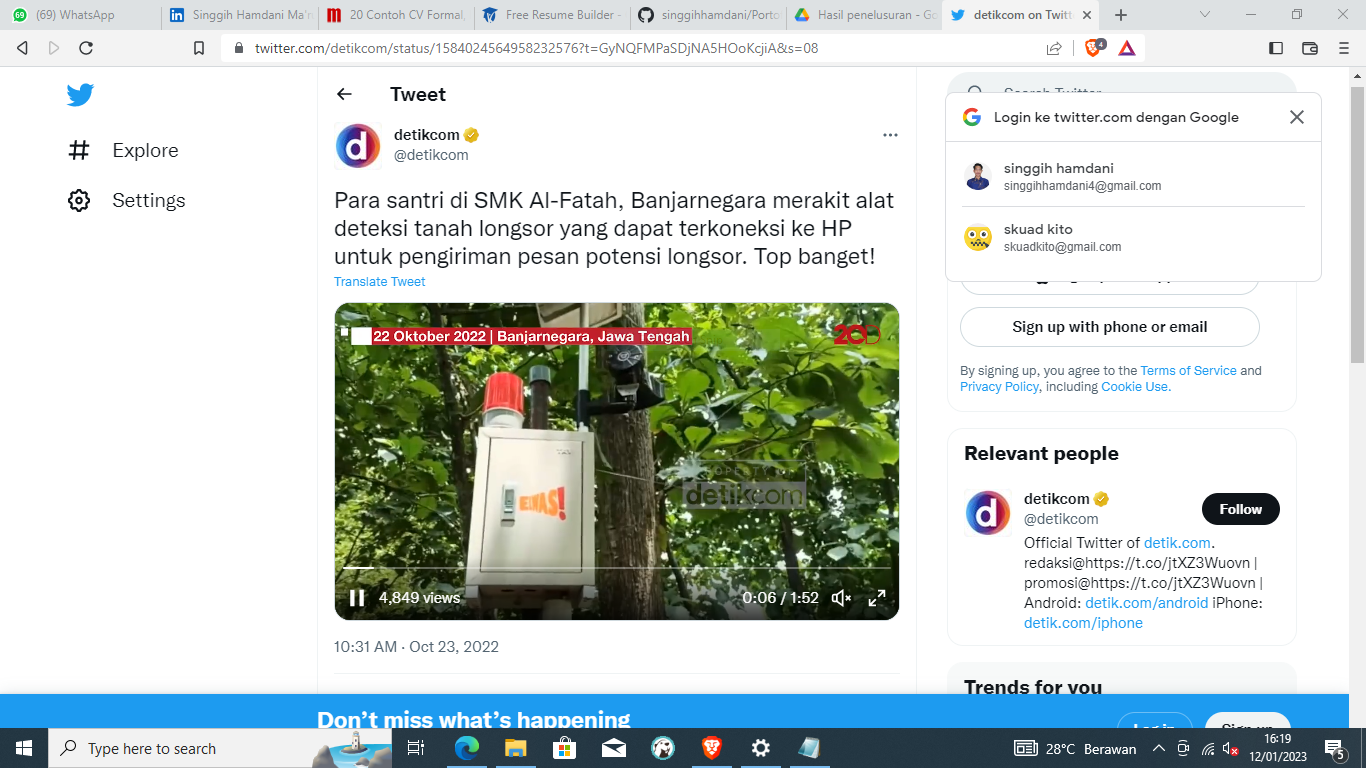 69
(69) WhatsApp
Singgih Hamdani Ma'r
20 Contoh CV Formal,
Free Resume Builder -
singgihhamdani/Porto
Hasil penelusuran - Go
detikcom on Twitt
twitter.com/detikcom/status/1584024564958232576?t=GyNQFMPaSDjNA5HOoKcjiA&s=08
4
Explore
Settings
Tweet
detikcom
@detikcom
Para santri di SMK Al-Fatah, Banjarnegara merakit alat
deteksi tanah longsor yang dapat terkoneksi ke HP
untuk pengiriman pesan potensi longsor. Top banget!
Translate Tweet
22 Oktober 2022 | Banjarnegara, Jawa Tengah
20D
PROPERTY OF
detikcom
4,849 views
0:06 / 1:52
10:31 AM · Oct 23, 2022
Search Twitter
Login ke twitter.com dengan Google
singgih hamdani
singgihhamdani4@gmail.com
skuad kito
skuadkito@gmail.com
Sign up with phone or email
By signing up, you agree to the Terms of Service and
Privacy Policy, including Cookie Use.
Relevant people
detikcom
@detikcom
Follow
Official Twitter of detik.com.
redaksi@https://t.co/jtXZ3Wuovn |
promosi@https://t.co/jtXZ3Wuovn |
Android: detik.com/android iPhone:
detik.com/iphone
Trends for you
Don't miss what's happening
Log in
Sign up
Type here to search
28°C Berawan
16:19
12/01/2023
5